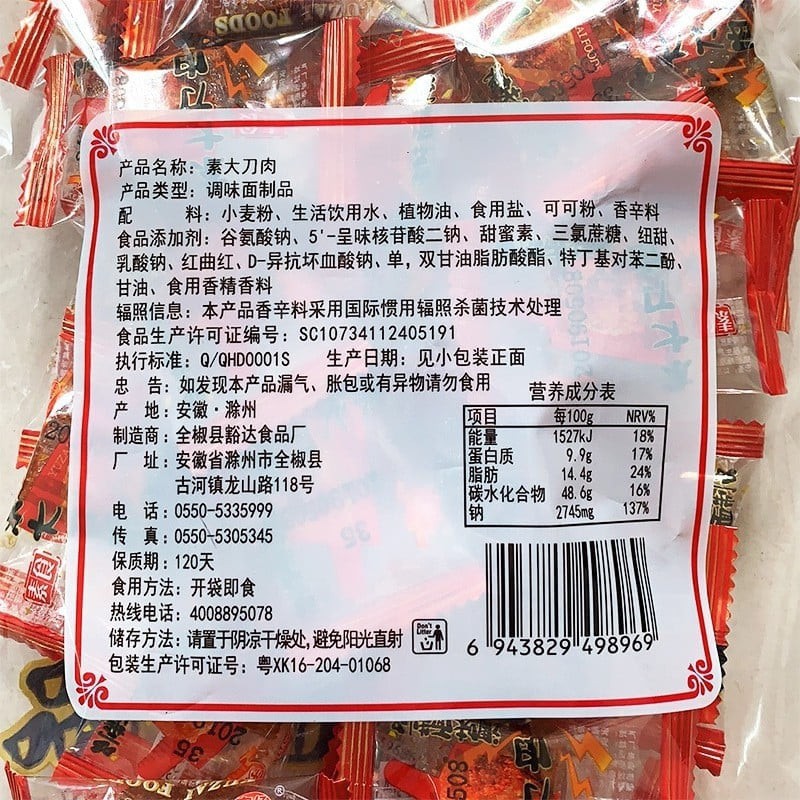 产品名称：素大刀肉
产品类型：调味面制品
配 料：小麦粉、生活饮用水、植物油、食用盐、可可粉、香辛料
食品添加剂：谷氨酸钠、5'-呈味核苷酸二钠、甜蜜素、三氯蔗糖、纽甜、
乳酸钠、红曲红、D-异抗坏血酸钠、单，双甘油脂肪酸酯、特丁基对苯二酚、
甘油、食用香精香料
辐照信息：本产品香辛料采用国际惯用辐照杀菌技术处理
食品生产许可证编号：SC10734112405191
执行标准：Q/QHD0001S 生产日期：见小包装正面
忠 告：如发现本产品漏气、胀包或有异物请勿食用
产 地：安徽·滁州
制造商：全椒县豁达食品厂
厂 址：安徽省滁州市全椒县
古河镇龙山路118号
电 话：0550-5335999
传 真：0550-5305345
保质期：120天
食用方法：开袋即食
热线电话：4008895078
储存方法：请置于阴凉干燥处，避免阳光直射
包装生产许可证号：粤XK16-204-01068
营养成分表
项目 每100g NRV%
能量 1527kJ 18%
蛋白质 9.9g 17%
脂肪 14.4g 24%
碳水化合物 48.6g 16%
钠 2745mg 137%
Don't Litter
6 943829 498969